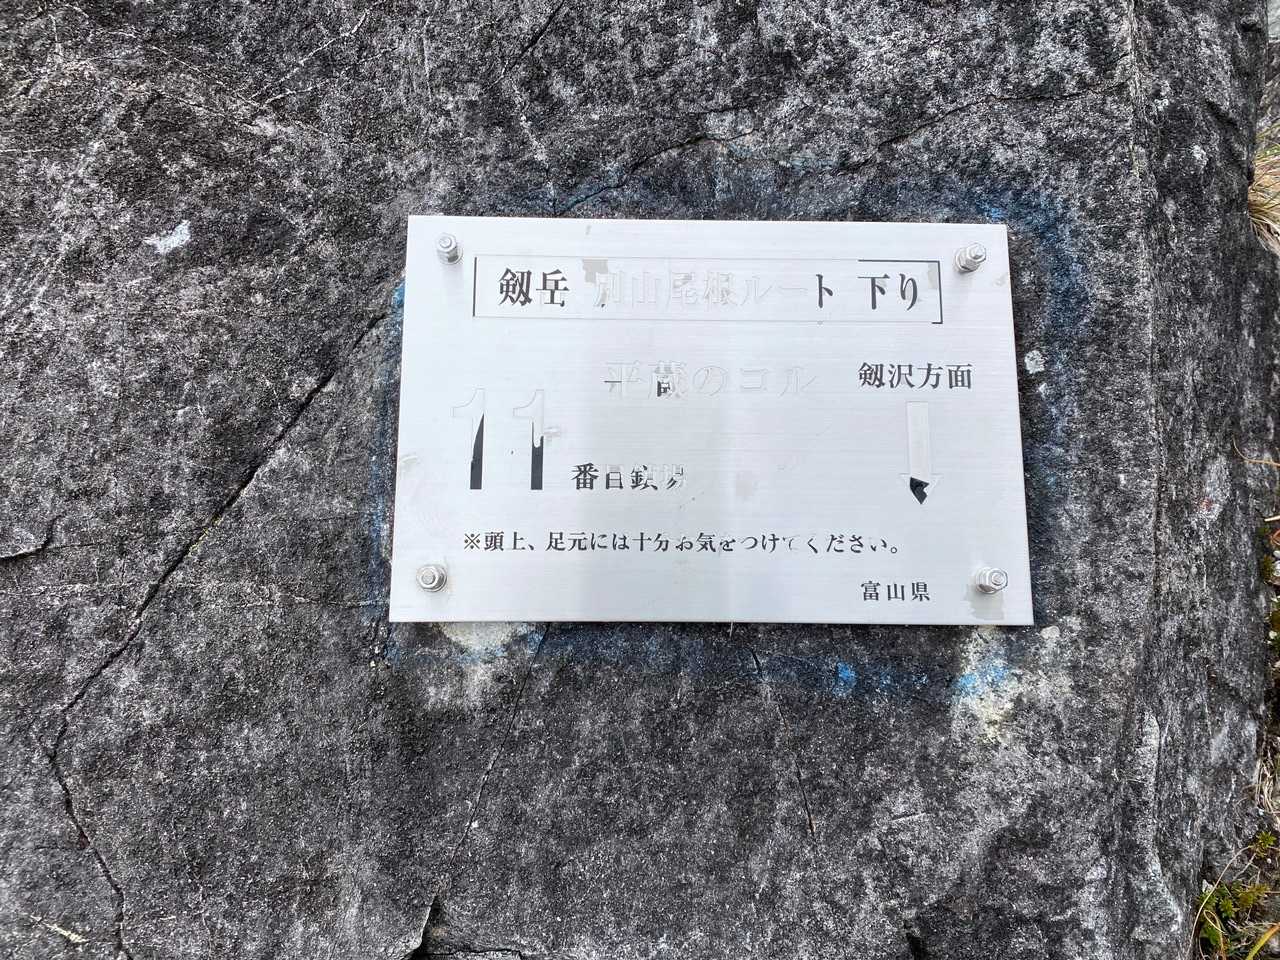 剱岳 別山尾根ルート 下り
平蔵のコル
剱沢方面
11 番目鎖場
※頭上、足元には十分お気をつけてください。
富山県